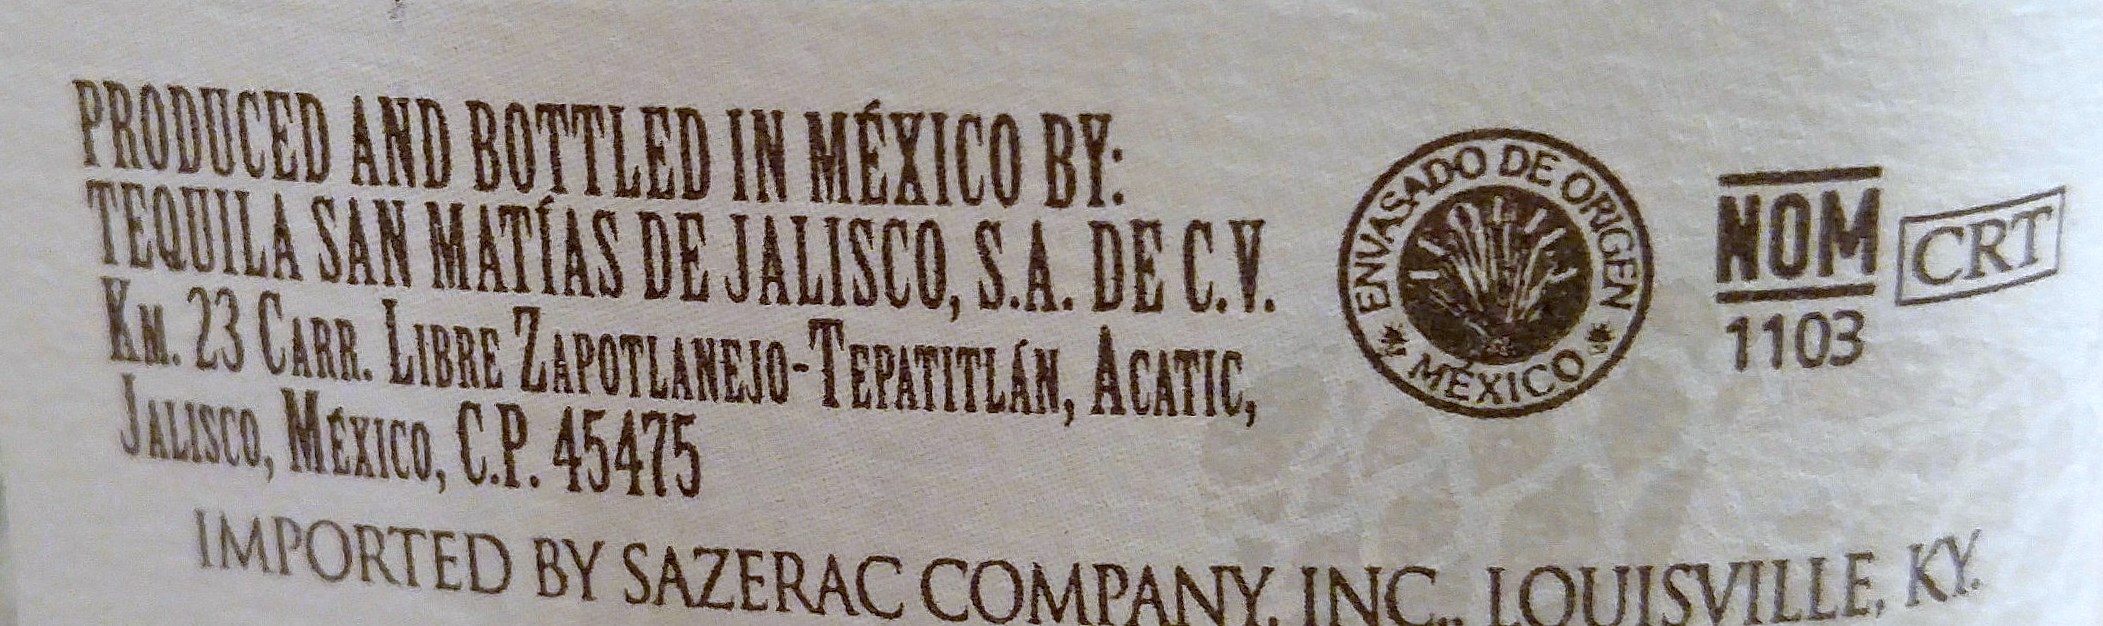 PRODUCED AND BOTTLED IN MÉXICO BY:
TEQUILA SAN MATÍAS DE JALISCO, S.A. DE C.V.
KM. 23 CARR. LIBRE ZAPOTLANEJO-TEPATITLÁN, ACATIC,
JALISCO, MÉXICO, C.P. 45475
IMPORTED BY SAZERAC COMPANY, INC., LOUISVILLE, KY.
ENVASADO DE ORIGEN
MÉXICO
NOM
1103
CRT